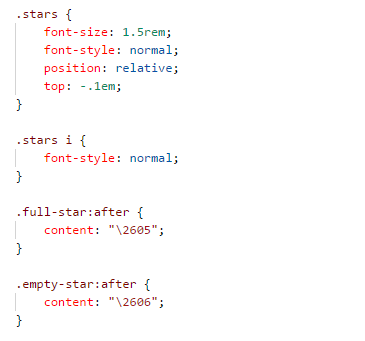 .stars {
    font-size: 1.5rem;
    font-style: normal;
    position: relative;
    top: -.1em;
}

.stars i {
    font-style: normal;
}

.full-star:after {
    content: "\2605";
}

.empty-star:after {
    content: "\2606";
}